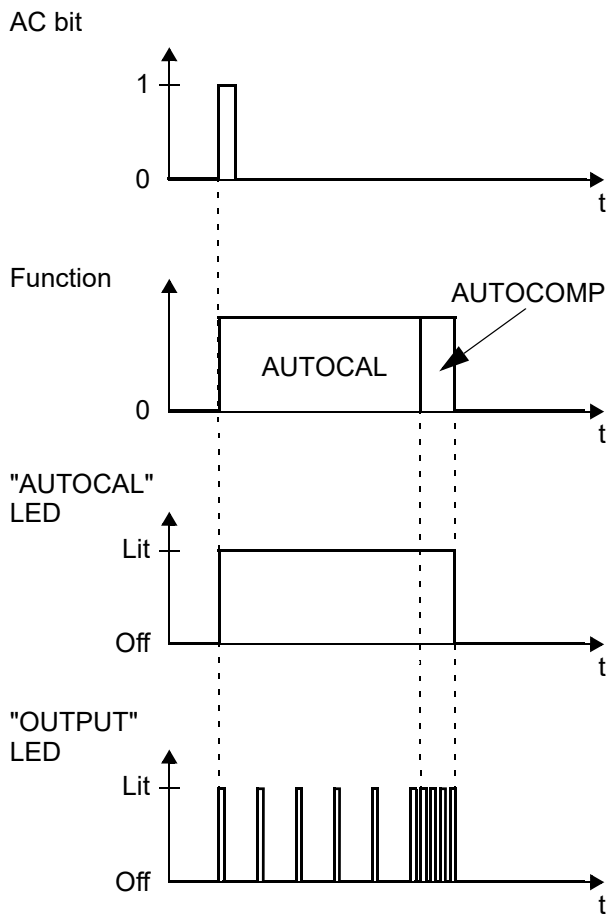 AC bit
1
0
t
Function
AUTOCOMP
AUTOCAL
0
t
"AUTOCAL"
LED
Lit
Off
t
"OUTPUT"
LED
Lit
Off
t